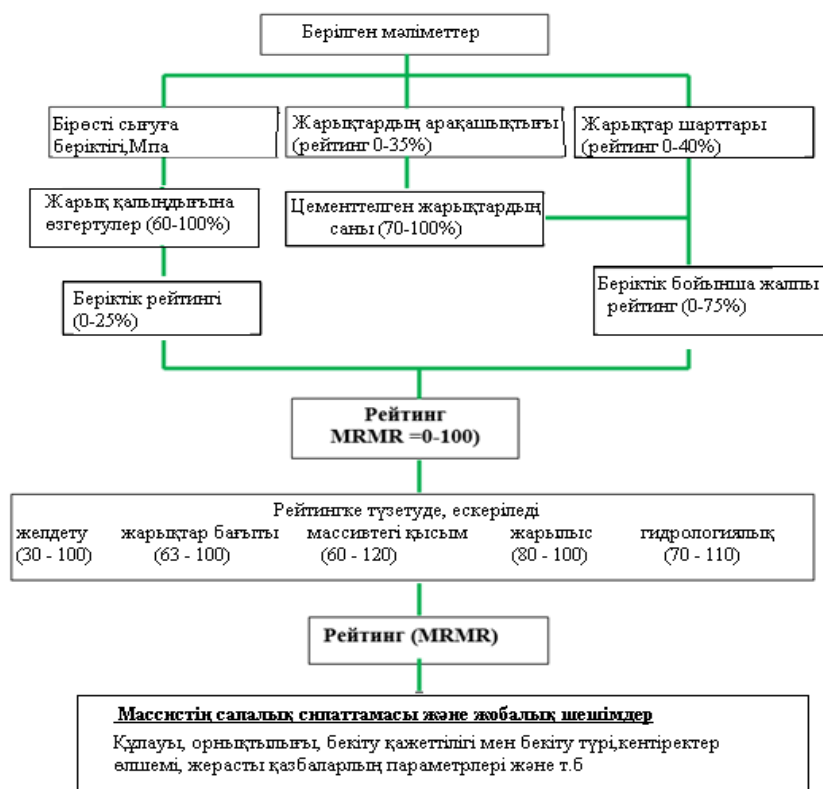 Берілген мәліметтер
Бірөсті сығуға
беріктігі,Мпа
Жарықтардың арақашықтығы
(рейтинг 0-35%)
Жарықтар шарттары
(рейтинг 0-40%)
Жарық қалыңдығына
өзгертулер (60-100%)
Цементтелген жарықтардың
саны (70-100%)
Беріктік рейтингі
(0-25%)
Беріктік бойынша жалпы
рейтинг (0-75%)
Рейтинг
MRMR =0-100)
Рейтингке түзетуде, ескеріледі
желдету жарықтар бағыты массивтегі қысым жарылыс гидрологиялық
(30 - 100) (63 - 100) (60 - 120) (80 - 100) (70 - 110)
Рейтинг (MRMR)
Массистің сапалық сипаттамасы және жобалық шешімдер
Құлауы, орнықтылығы, бекіту қажеттілігі мен бекіту түрі,кентіректер
өлшемі, жерасты қазбаларлың параметрлері және т.б